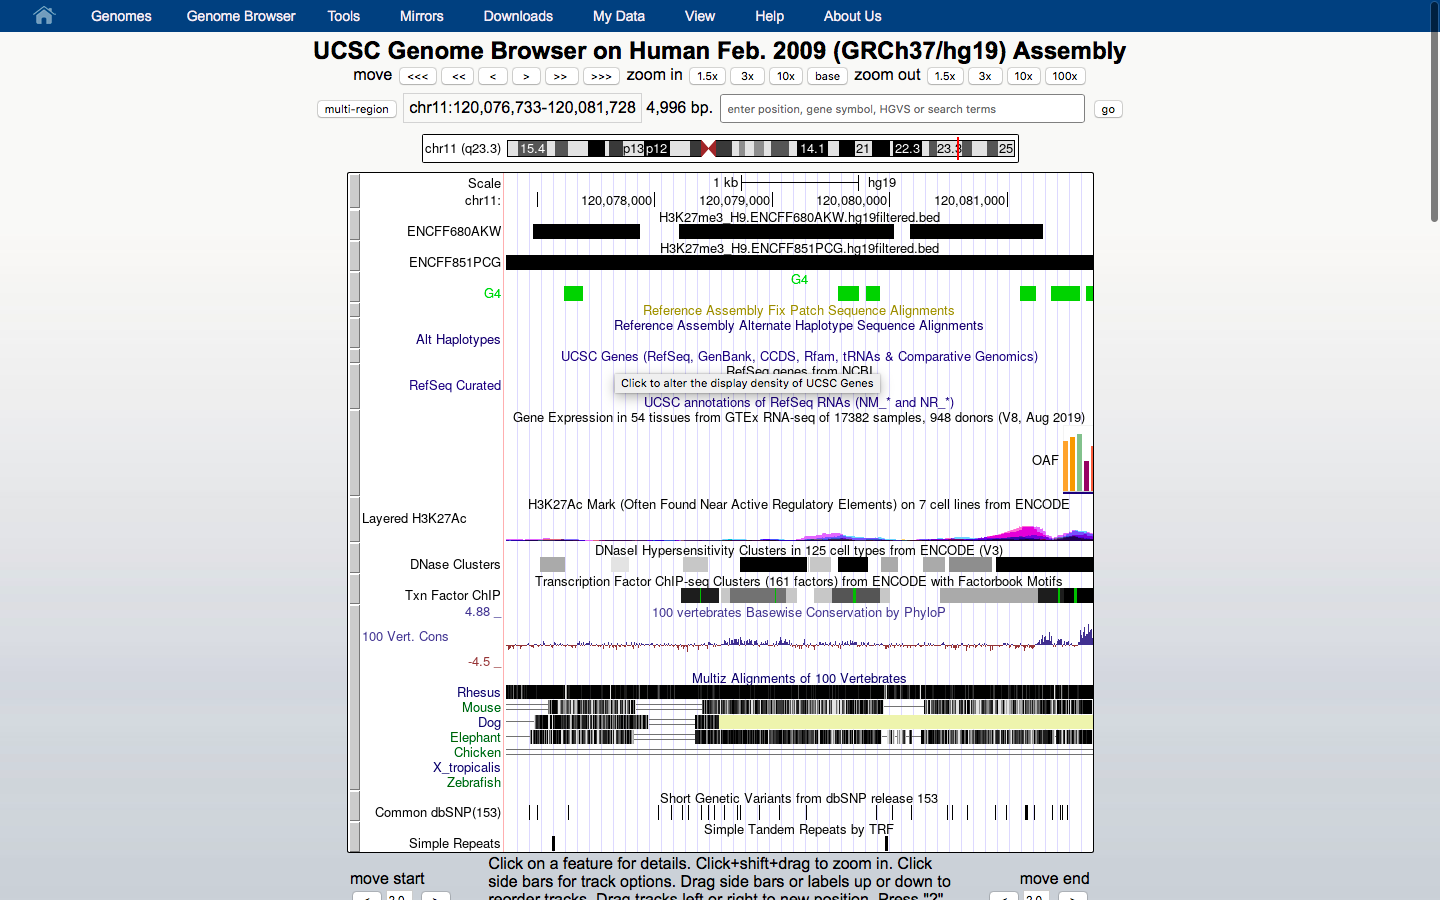 Genomes Genome Browser Tools Mirrors Downloads My Data View Help About Us
UCSC Genome Browser on Human Feb. 2009 (GRCh37/hg19) Assembly
move <<< << < > >> >>> zoom in 1.5x 3x 10x base zoom out 1.5x 3x 10x 100x
multi-region chr11:120,076,733-120,081,728 4,996 bp. enter position, gene symbol, HGVS or search terms go
chr11 (q23.3) 15.4 p13 p12 14.1 21 22.3 23.3 25
Scale 1 kb hg19
chr11: 120,078,000 120,079,000 120,080,000 120,081,000
H3K27me3_H9.ENCFF680AKW.hg19filtered.bed
ENCFF680AKW
H3K27me3_H9.ENCFF851PCG.hg19filtered.bed
ENCFF851PCG
G4
G4
Reference Assembly Fix Patch Sequence Alignments
Reference Assembly Alternate Haplotype Sequence Alignments
Alt Haplotypes
UCSC Genes (RefSeq, GenBank, CCDS, Rfam, tRNAs & Comparative Genomics)
RefSeq genes from NCBI
RefSeq Curated
Click to alter the display density of UCSC Genes
UCSC annotations of RefSeq RNAs (NM_* and NR_*)
Gene Expression in 54 tissues from GTEx RNA-seq of 17382 samples, 948 donors (V8, Aug 2019)
OAF
H3K27Ac Mark (Often Found Near Active Regulatory Elements) on 7 cell lines from ENCODE
Layered H3K27Ac
DNaseI Hypersensitivity Clusters in 125 cell types from ENCODE (V3)
DNase Clusters
Transcription Factor ChIP-seq Clusters (161 factors) from ENCODE with Factorbook Motifs
Txn Factor ChIP
4.88 _
100 vertebrates Basewise Conservation by PhyloP
100 Vert. Cons
-4.5 _
Multiz Alignments of 100 Vertebrates
Rhesus
Mouse
Dog
Elephant
Chicken
X_tropicalis
Zebrafish
Short Genetic Variants from dbSNP release 153
Common dbSNP(153)
Simple Tandem Repeats by TRF
Simple Repeats
move start
< 2.0 >
Click on a feature for details. Click+shift+drag to zoom in. Click
side bars for track options. Drag side bars or labels up or down to
reorder tracks. Drag tracks left or right to new position. Press "?"
move end
< 2.0 >